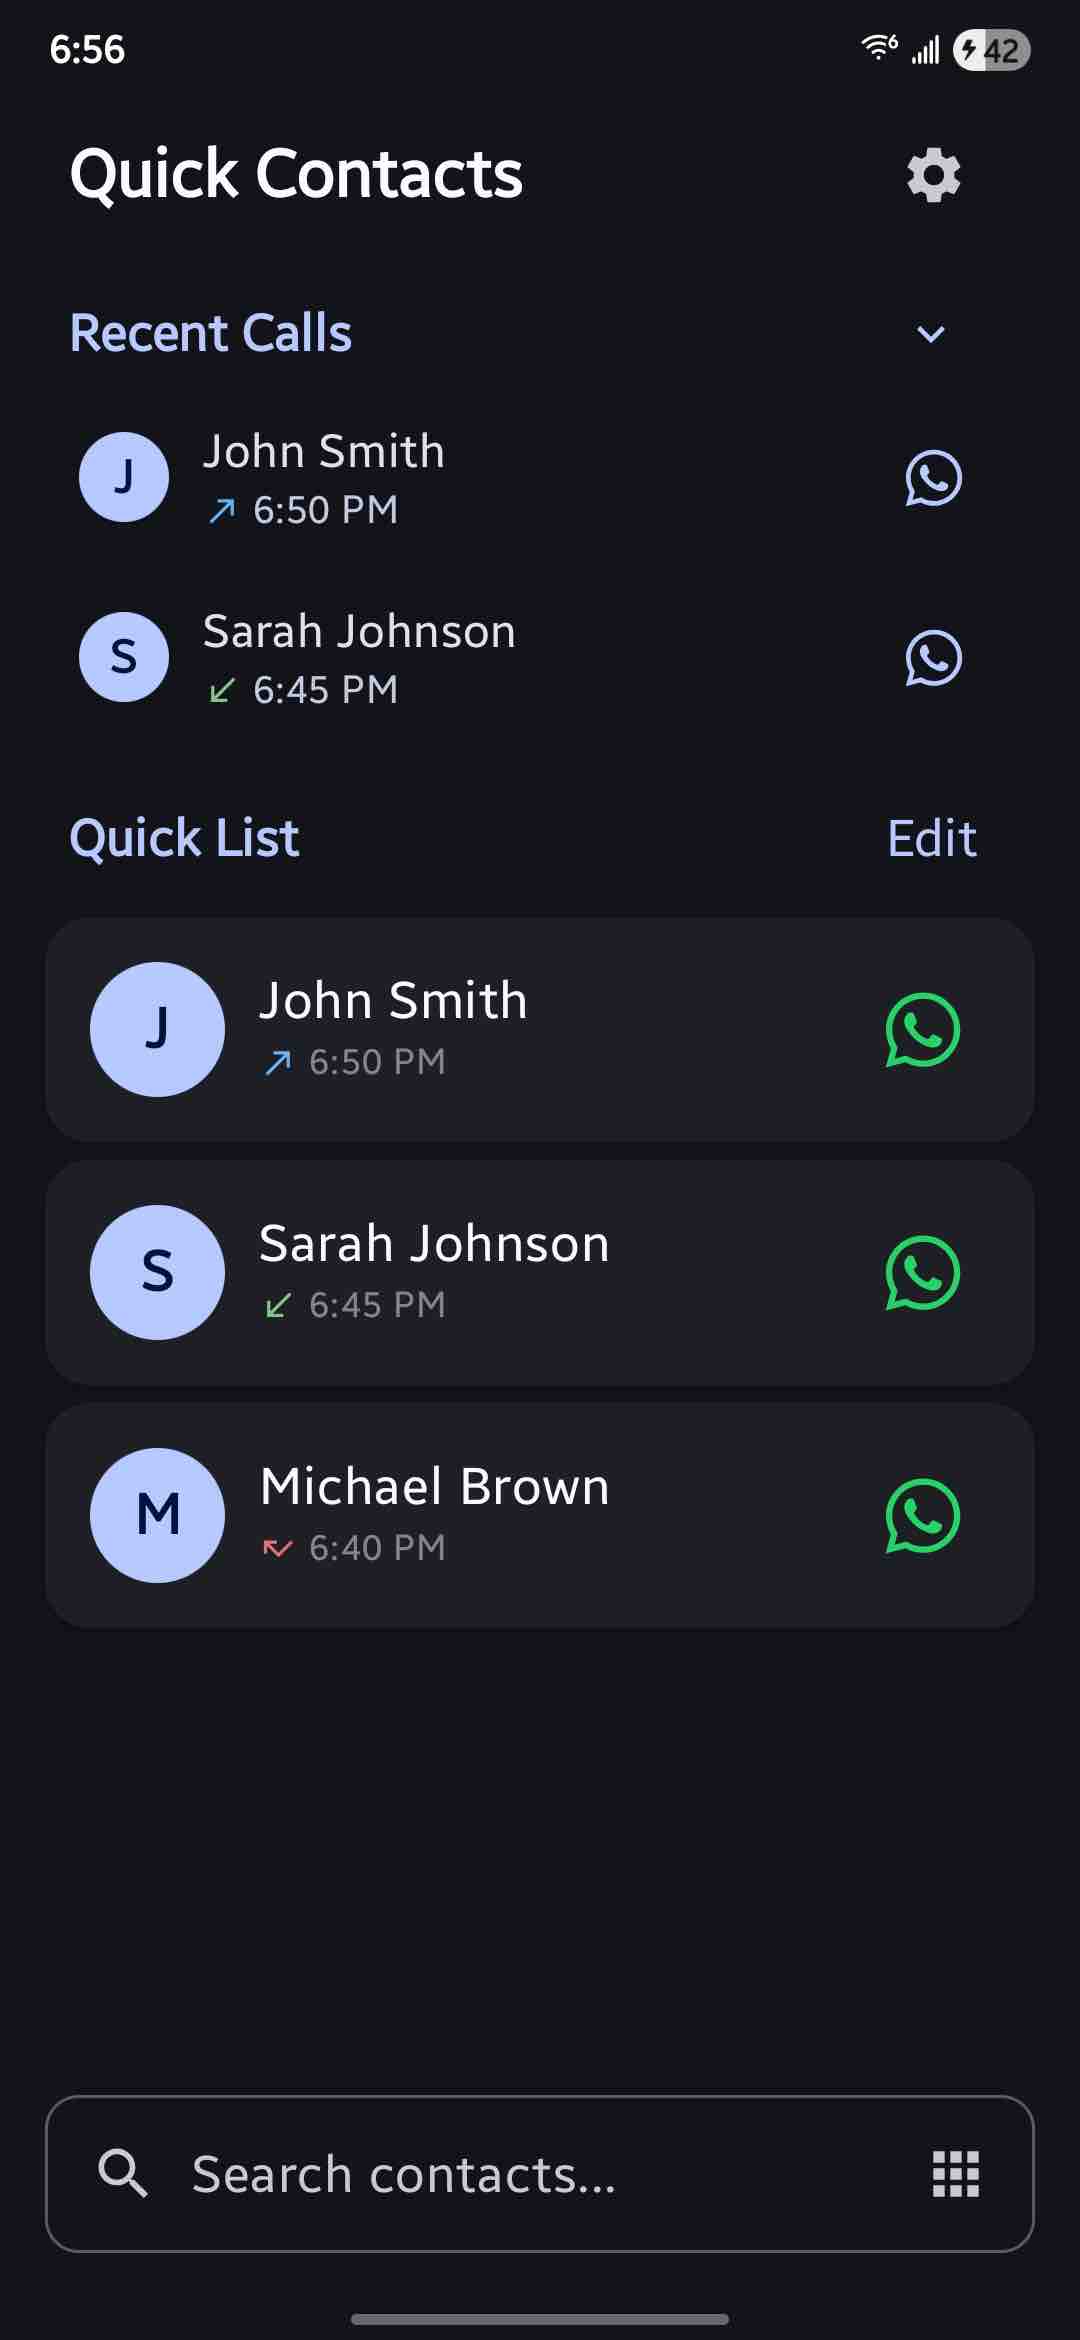 6:56
6
42
Quick Contacts
Recent Calls
J
John Smith
6:50 PM
S
Sarah Johnson
6:45 PM
Quick List
Edit
J
John Smith
6:50 PM
S
Sarah Johnson
6:45 PM
M
Michael Brown
6:40 PM
Search contacts...